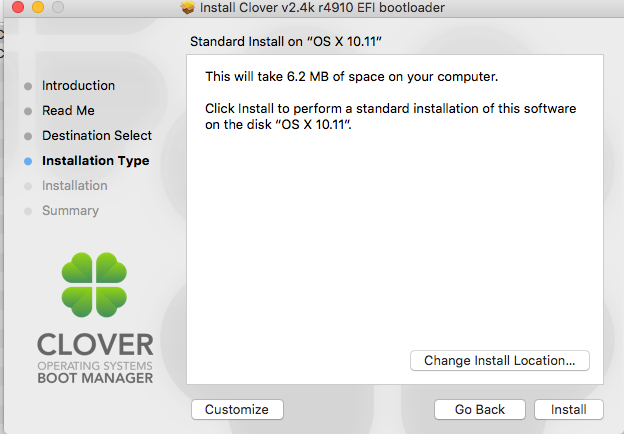 Install Clover v2.4k r4910 EFI bootloader
Standard Install on “OS X 10.11”
Introduction
Read Me
Destination Select
Installation Type
Installation
Summary
This will take 6.2 MB of space on your computer.
Click Install to perform a standard installation of this software
on the disk “OS X 10.11”.
CLOVER
OPERATING SYSTEMS
BOOT MANAGER
Change Install Location...
Customize
Go Back
Install